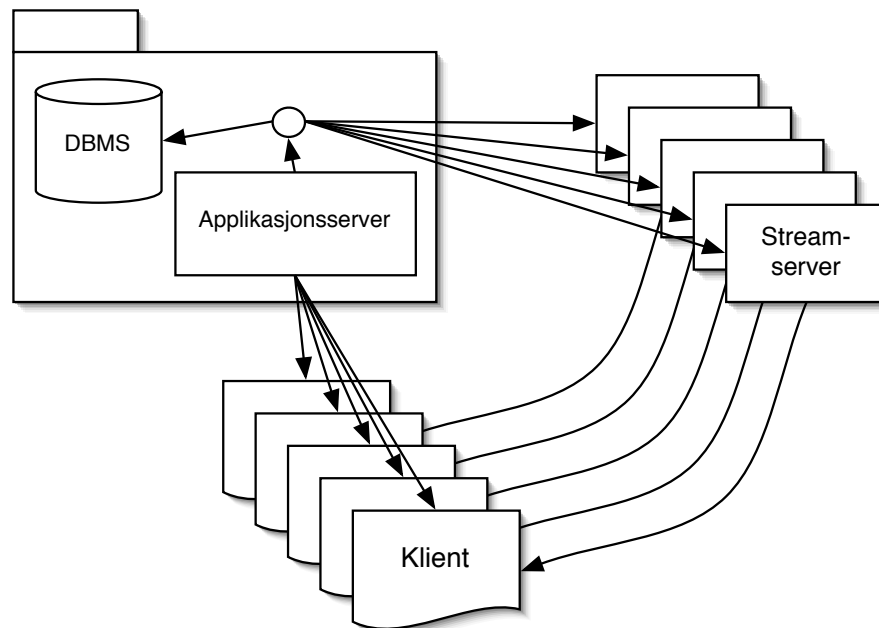 DBMS
Applikasjonsserver
Stream-
server
Klient